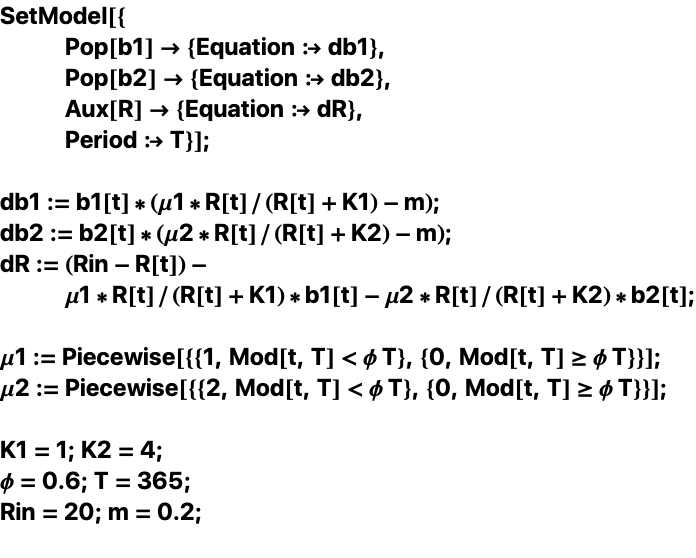 SetModel[{
Pop[b1] → {Equation :→ db1},
Pop[b2] → {Equation :→ db2},
Aux[R] → {Equation :→ dR},
Period :→ T}];
db1 := b1[t] * (μ1 * R[t] / (R[t] + K1) – m);
db2 := b2[t] * (μ2 * R[t] / (R[t] + K2) – m);
dR := (Rin – R[t]) –
μ1 * R[t] / (R[t] + K1) * b1[t] – μ2 * R[t] / (R[t] + K2) * b2[t];
μ1 := Piecewise[{{1, Mod[t, T] < ϕ T}, {0, Mod[t, T] ≥ ϕ T}}];
μ2 := Piecewise[{{2, Mod[t, T] < ϕ T}, {0, Mod[t, T] ≥ ϕ T}}];
K1 = 1; K2 = 4;
ϕ = 0.6; T = 365;
Rin = 20; m = 0.2;